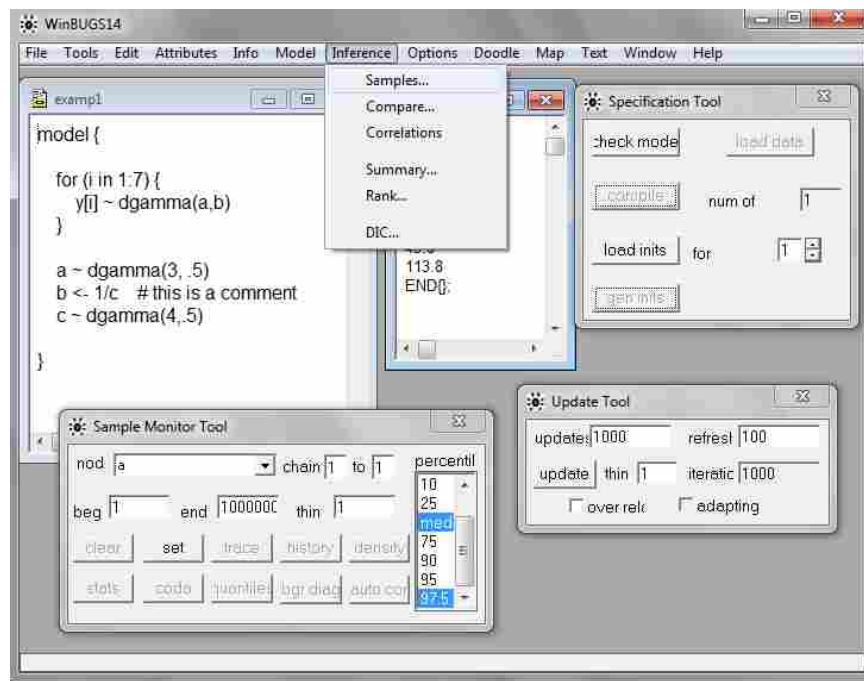 WinBUGS14
File Tools Edit Attributes Info Model Inference Options Doodle Map Text Window Help
Samples...
Compare...
Correlations
Summary...
Rank...
DIC...
examp1
model {
for (i in 1:7) {
y[i] ~ dgamma(a,b)
}
a ~ dgamma(3, .5)
b <- 1/c # this is a comment
c ~ dgamma(4,.5)
}
113.8
END{};
Specification Tool
check model load data
compile num of 1
load inits for 1
gen inits
Sample Monitor Tool
nod a chain 1 to 1 percentil
beg 1 end 1000000 thin 1
10
25
med
75
90
95
97.5
clear set trace history density
stats coda quantiles bgr diag auto cor
Update Tool
updates 1000 refresh 100
update thin 1 iteratic 1000
over rela adapting